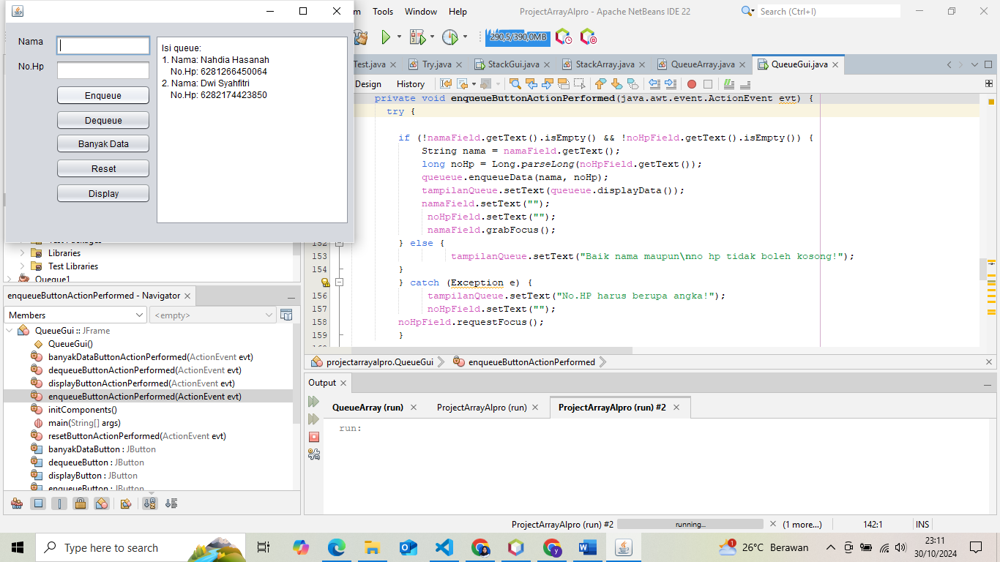 m Tools Window Help
ProjectArrayAlpro - Apache NetBeans IDE 22
Search (Ctrl+I)
290,5/390,0MB
Nama
No.Hp
Enqueue
Dequeue
Banyak Data
Reset
Display
Isi queue:
1. Nama: Nahdia Hasanah
No.Hp: 6281266450064
2. Nama: Dwi Syahfitri
No.Hp: 6282174423850
Test.java
Try.java
StackGui.java
StackArray.java
QueueArray.java
QueueGui.java
Design
History
private void enqueueButtonActionPerformed(java.awt.event.ActionEvent evt) {
try {
if (!namaField.getText().isEmpty() && !noHpField.getText().isEmpty()) {
String nama = namaField.getText();
long noHp = Long.parseLong(noHpField.getText());
queueue.enqueueData(nama, noHp);
tampilanQueue.setText(queueue.displayData());
namaField.setText("");
noHpField.setText("");
namaField.grabFocus();
152 } else {
153 tampilanQueue.setText("Baik nama maupun\nno hp tidak boleh kosong!");
154 }
} catch (Exception e) {
156 tampilanQueue.setText("No.HP harus berupa angka!");
157 noHpField.setText("");
158 noHpField.requestFocus();
159 }
Libraries
Test Libraries
Queque1
enqueueButtonActionPerformed - Navigator
Members
<empty>
QueueGui :: JFrame
QueueGui()
banyakDataButtonActionPerformed(ActionEvent evt)
dequeueButtonActionPerformed(ActionEvent evt)
displayButtonActionPerformed(ActionEvent evt)
enqueueButtonActionPerformed(ActionEvent evt)
initComponents()
main(String[] args)
resetButtonActionPerformed(ActionEvent evt)
banyakDataButton : JButton
dequeueButton : JButton
displayButton : JButton
enqueueButton : JButton
projectarrayalpro.QueueGui
enqueueButtonActionPerformed
Output
QueueArray (run)
ProjectArrayAlpro (run)
ProjectArrayAlpro (run) #2
run:
ProjectArrayAlpro (run) #2
running...
(1 more...)
142:1
INS
Type here to search
26°C Berawan
23:11
30/10/2024